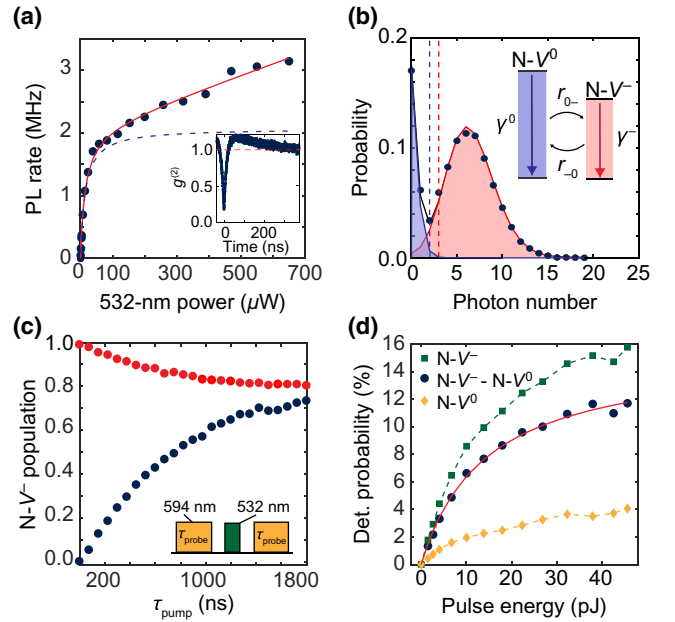 (a)
PL rate (MHz)
3
2
1
0
0 100 300 500 700
532-nm power (µW)
g⁽²⁾
1.0
0.5
0.0
0 200
Time (ns)
(b)
Probability
0.2
0.1
0.0
0 5 10 15 20 25
Photon number
N-V⁰
N-V⁻
r₀₋
r₋₀
γ⁰
γ⁻
(c)
N-V⁻ population
1.0
0.8
0.6
0.4
0.2
0.0
200 1000 1800
τpump (ns)
594 nm 532 nm
τprobe τprobe
(d)
Det. probability (%)
16
14
12
10
8
6
4
2
0
0 10 20 30 40
Pulse energy (pJ)
N-V⁻
N-V⁻ - N-V⁰
N-V⁰